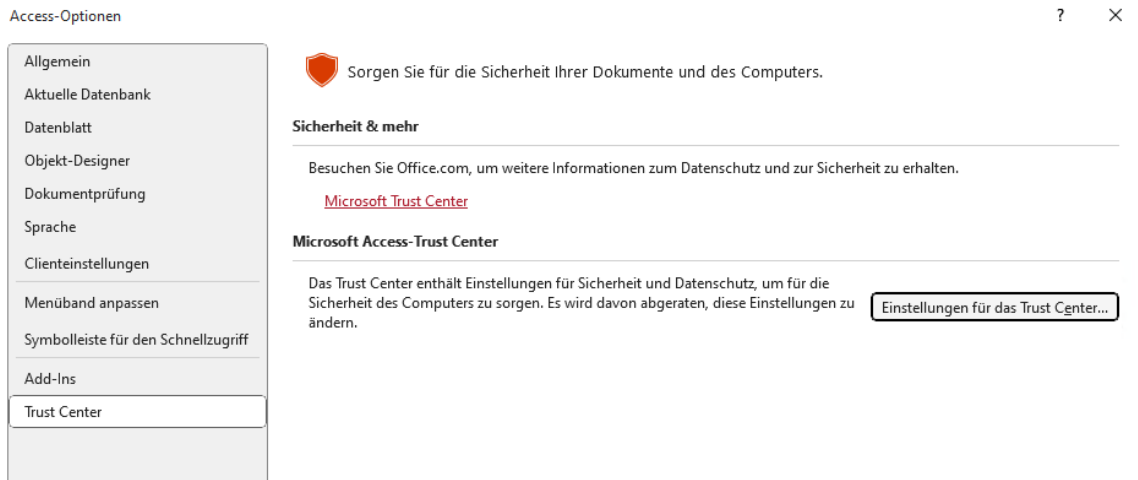 Access-Optionen
?
Allgemein
Aktuelle Datenbank
Datenblatt
Objekt-Designer
Dokumentprüfung
Sprache
Clienteinstellungen
Menüband anpassen
Symbolleiste für den Schnellzugriff
Add-Ins
Trust Center
Sorgen Sie für die Sicherheit Ihrer Dokumente und des Computers.
Sicherheit & mehr
Besuchen Sie Office.com, um weitere Informationen zum Datenschutz und zur Sicherheit zu erhalten.
Microsoft Trust Center
Microsoft Access-Trust Center
Das Trust Center enthält Einstellungen für Sicherheit und Datenschutz, um für die
Sicherheit des Computers zu sorgen. Es wird davon abgeraten, diese Einstellungen zu
ändern.
Einstellungen für das Trust Center...